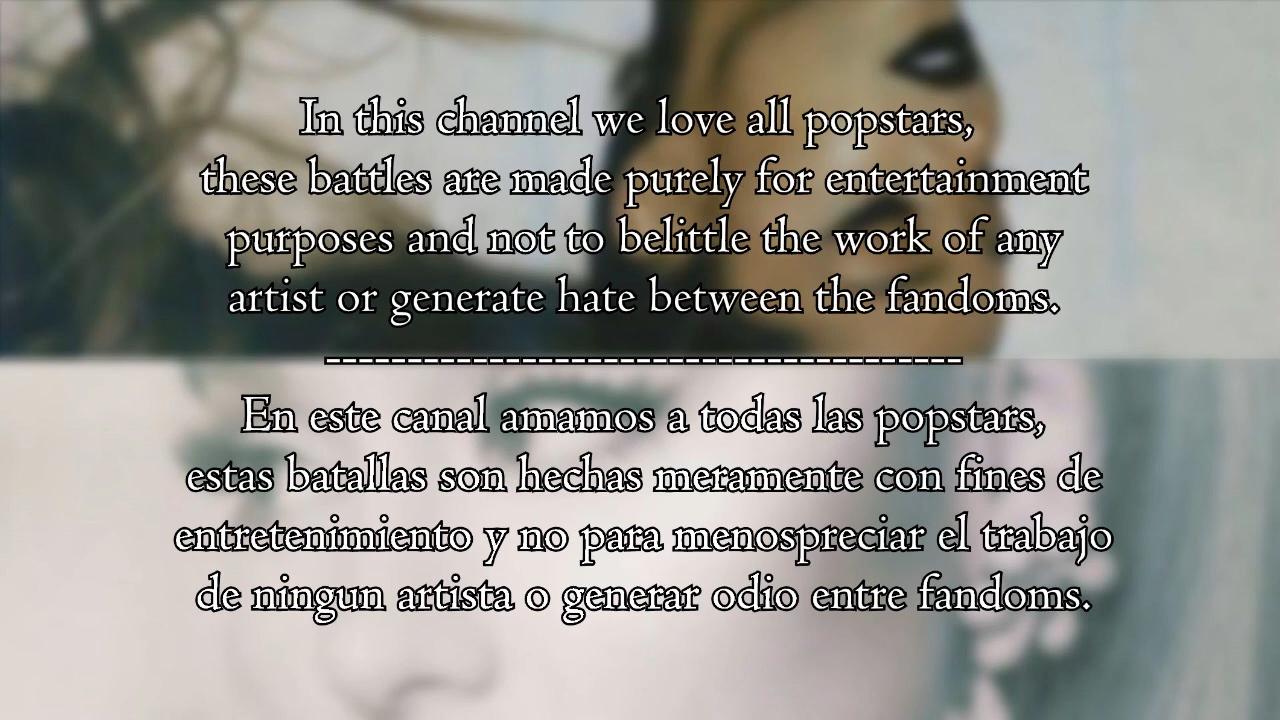 In this channel we love all popstars,
these battles are made purely for entertainment
purposes and not to belittle the work of any
artist or generate hate between the fandoms.
----------------------------------------
En este canal amamos a todas las popstars,
estas batallas son hechas meramente con fines de
entretenimiento y no para menospreciar el trabajo
de ningun artista o generar odio entre fandoms.